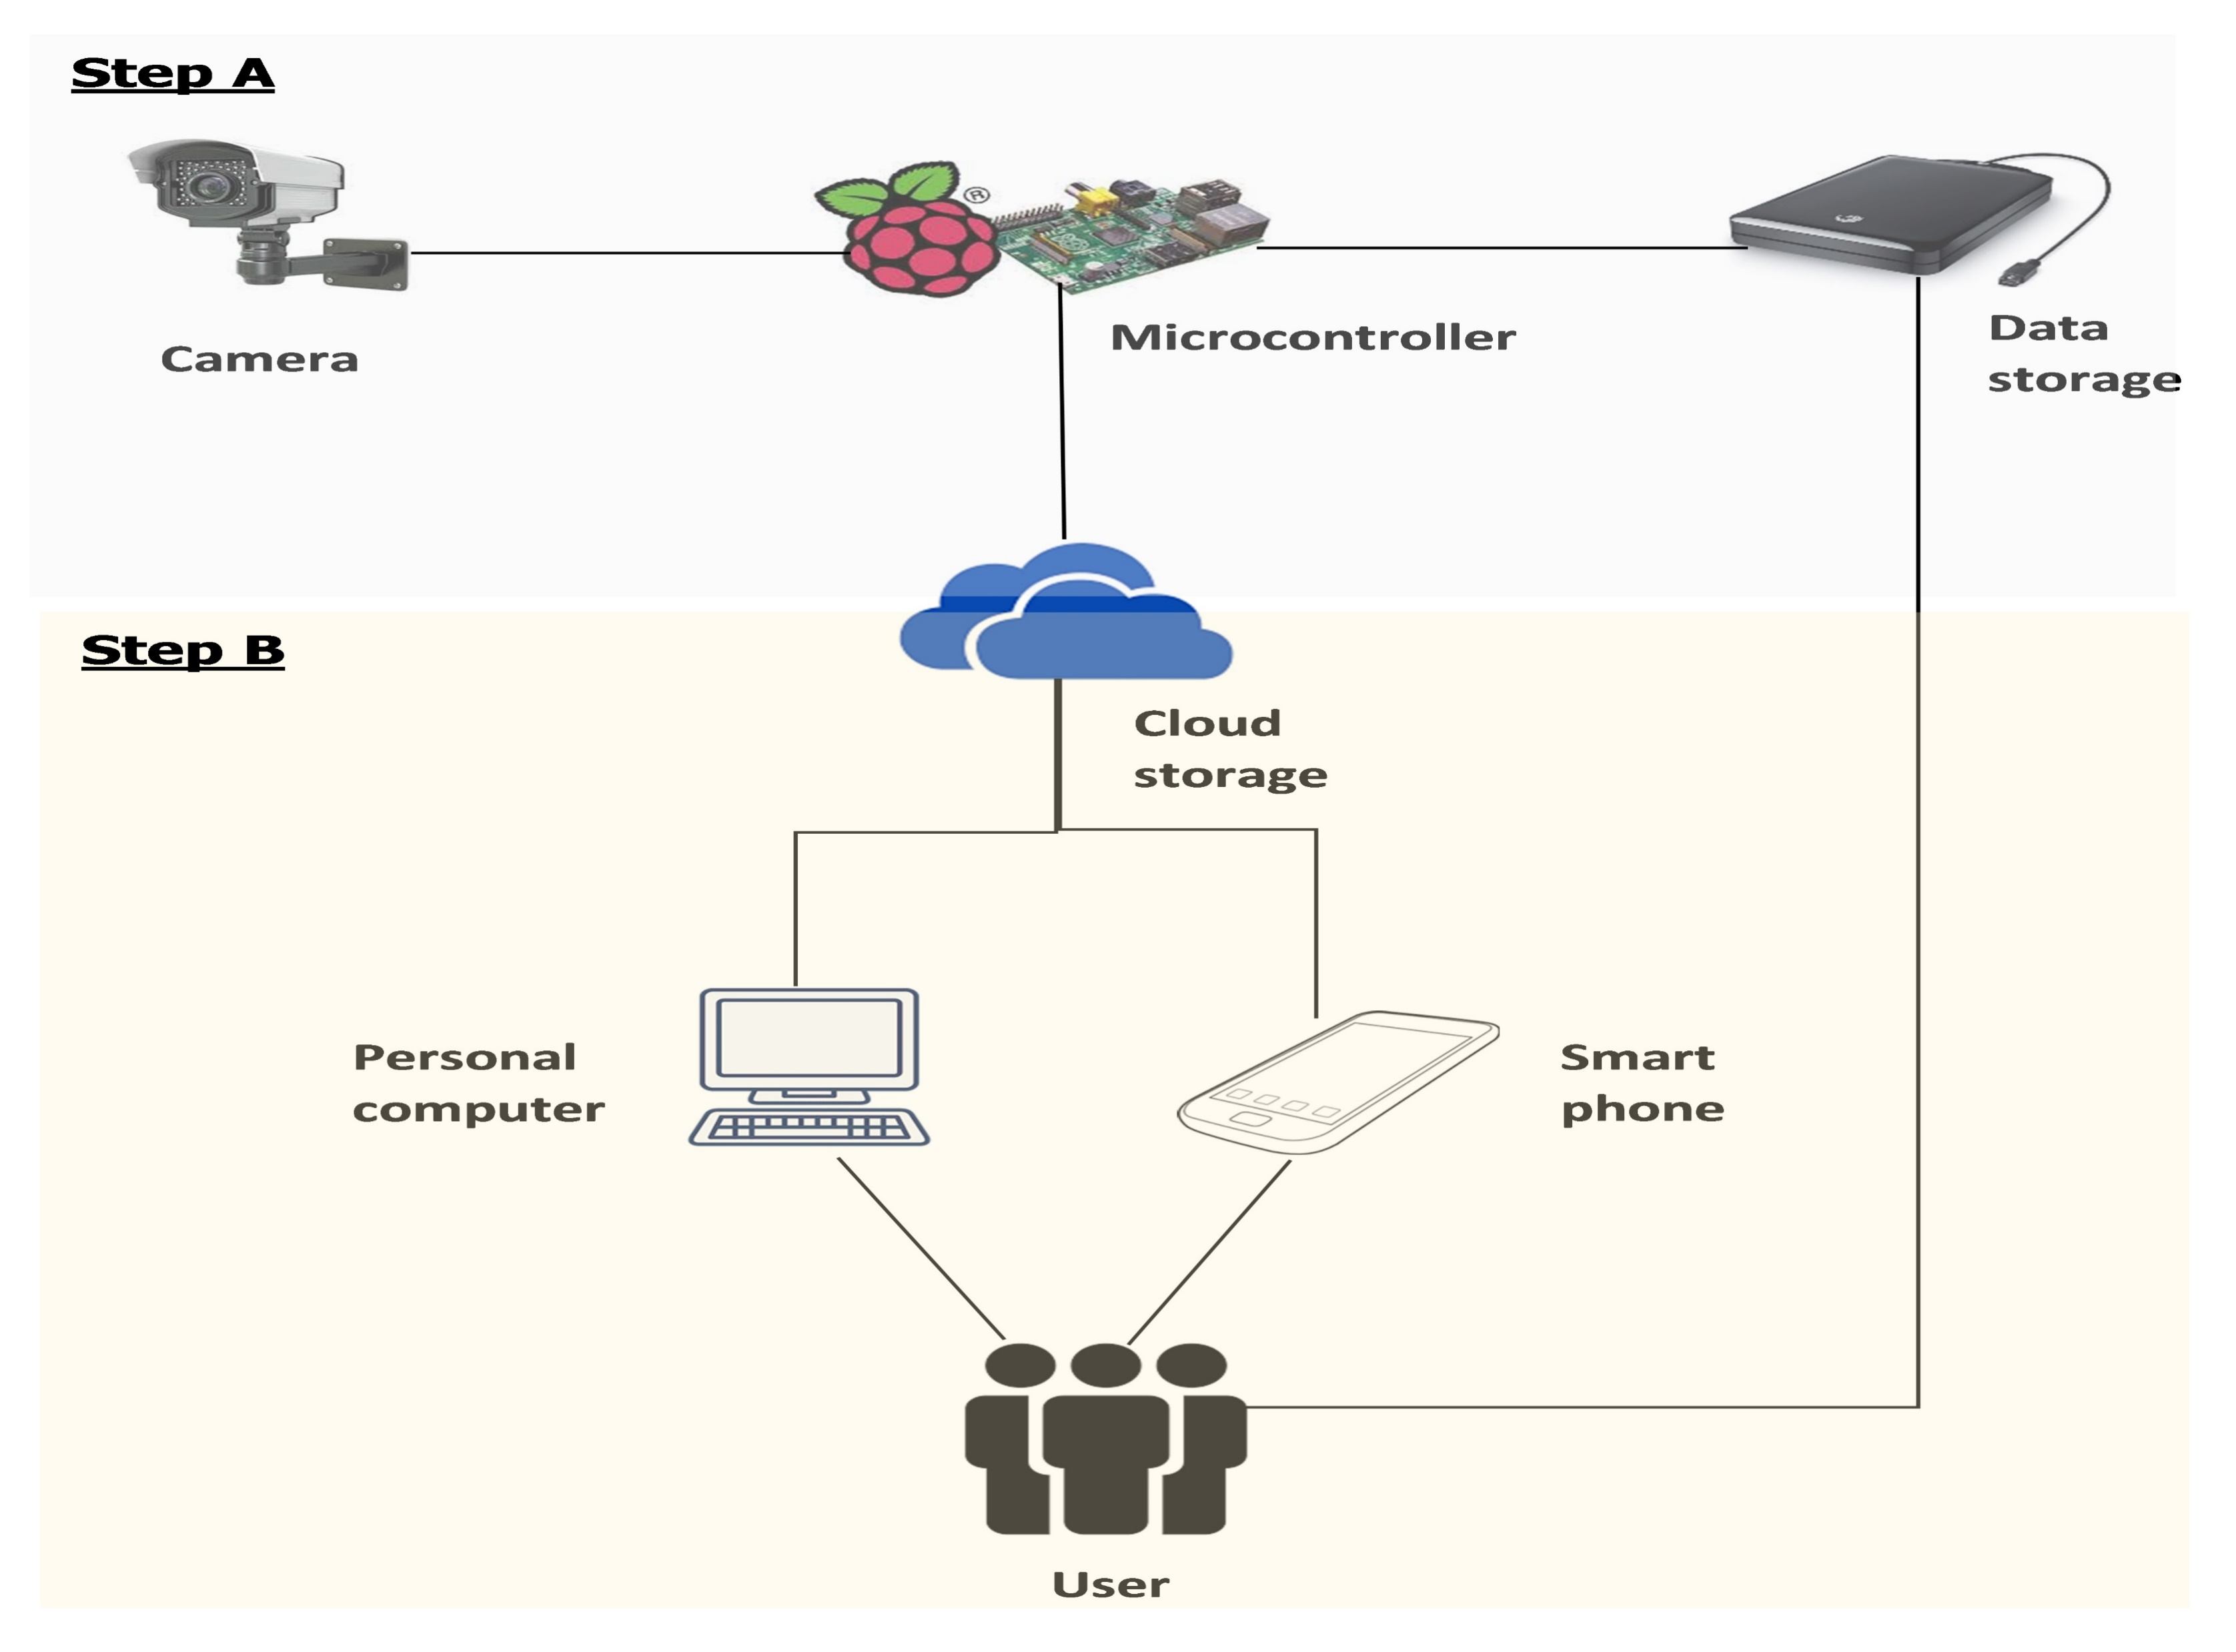 Step A
®
Camera
Microcontroller
Data
storage
Step B
Cloud
storage
Personal
computer
Smart
phone
User